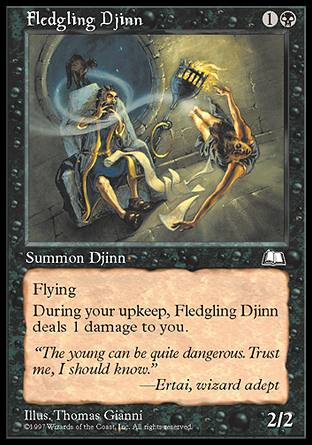 Fledgling Djinn 1
Summon Djinn
Flying
During your upkeep, Fledgling Djinn
deals 1 damage to you.
"The young can be quite dangerous. Trust
me, I should know."
—Ertai, wizard adept
Illus. Thomas Gianni
©1997 Wizards of the Coast, Inc. All rights reserved.
2/2